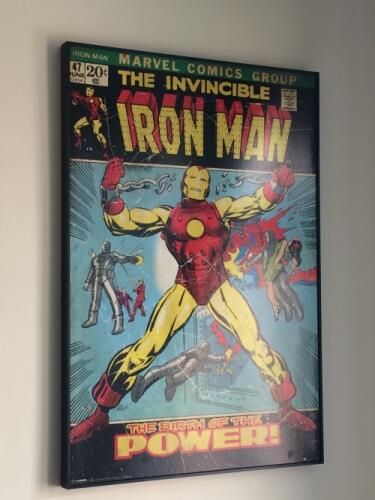 IRON MAN
MARVEL COMICS GROUP
47
JUNE
20¢
THE INVINCIBLE
IRON MAN
THE BIRTH OF THE
POWER!